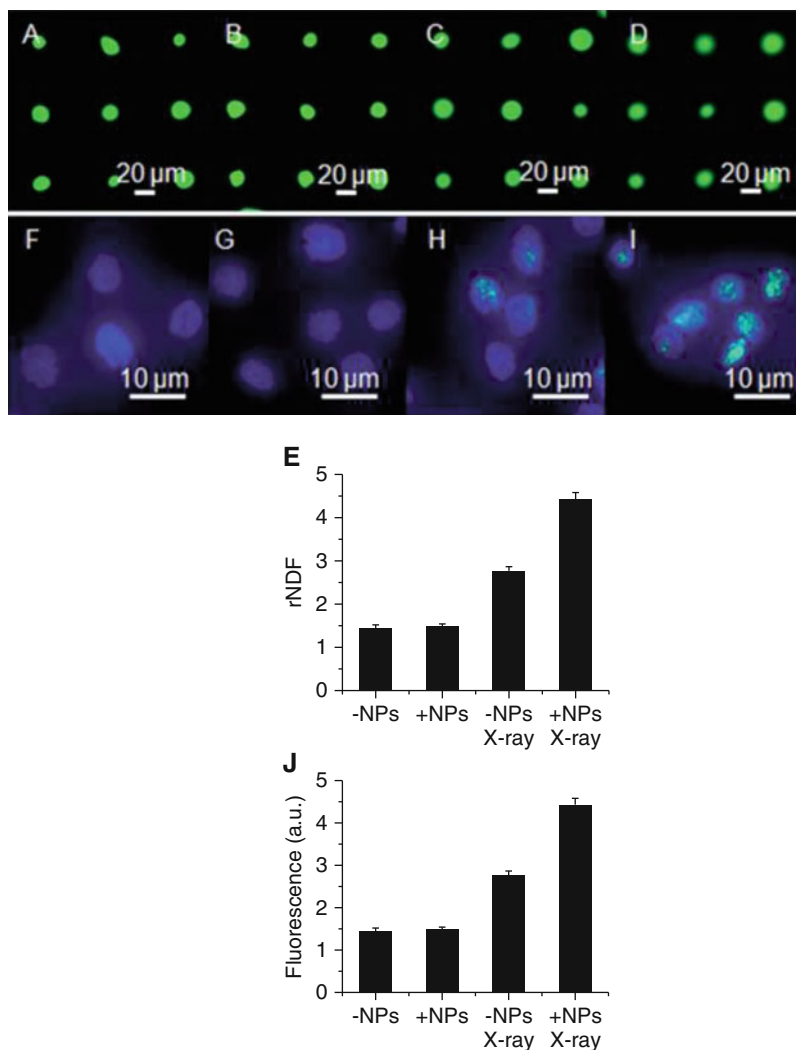 A B C D
20 µm 20 µm 20 µm 20 µm
F G H I
10 µm 10 µm 10 µm 10 µm
E
5
4
3
2
1
0
rNDF
-NPs +NPs -NPs +NPs
X-ray X-ray
J
5
4
3
2
1
0
Fluorescence (a.u.)
-NPs +NPs -NPs +NPs
X-ray X-ray